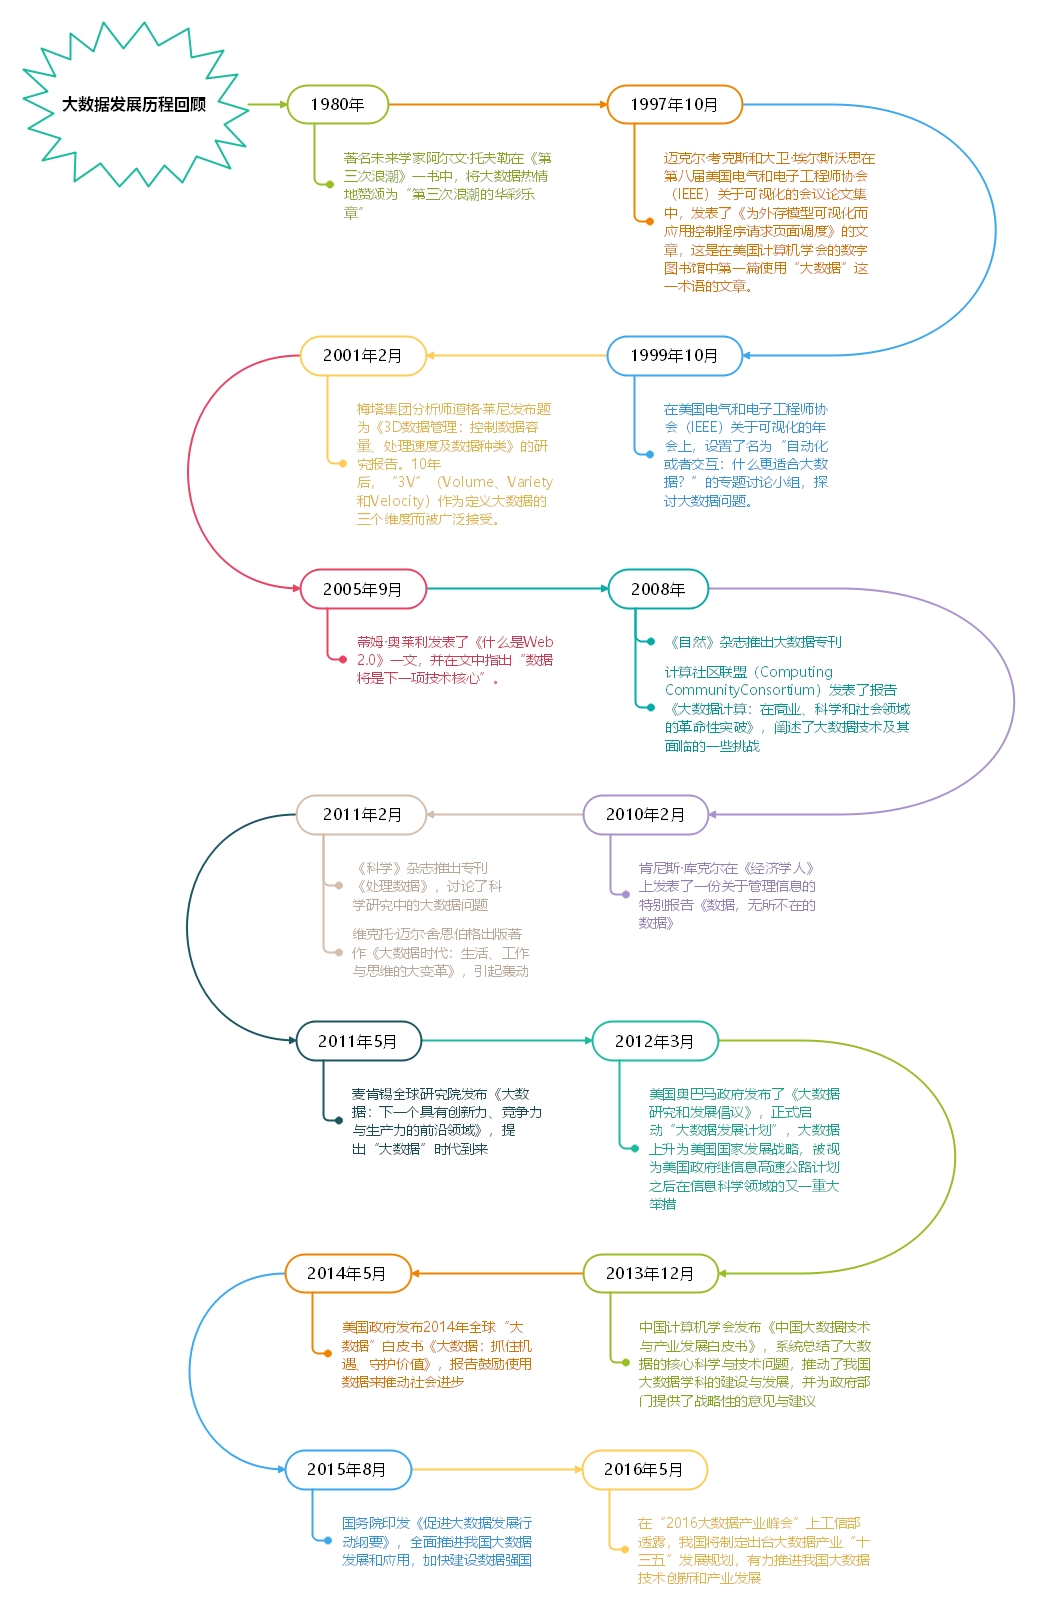 大数据发展历程回顾
1980年
著名未来学家阿尔文·托夫勒在《第
三次浪潮》一书中，将大数据热情
地赞颂为“第三次浪潮的华彩乐
章”
1997年10月
迈克尔·考克斯和大卫·埃尔斯沃思在
第八届美国电气和电子工程师协会
（IEEE）关于可视化的会议论文集
中，发表了《为外存模型可视化而
应用控制程序请求页面调度》的文
章，这是在美国计算机学会的数字
图书馆中第一篇使用“大数据”这
一术语的文章。
1999年10月
在美国电气和电子工程师协
会（IEEE）关于可视化的年
会上，设置了名为“自动化
或者交互：什么更适合大数
据？”的专题讨论小组，探
讨大数据问题。
2001年2月
梅塔集团分析师道格·莱尼发布题
为《3D数据管理：控制数据容
量、处理速度及数据种类》的研
究报告。10年
后，“3V”（Volume、Variety
和Velocity）作为定义大数据的
三个维度而被广泛接受。
2005年9月
蒂姆·奥莱利发表了《什么是Web
2.0》一文，并在文中指出“数据
将是下一项技术核心”。
2008年
《自然》杂志推出大数据专刊
计算社区联盟（Computing
CommunityConsortium）发表了报告
《大数据计算：在商业、科学和社会领域
的革命性突破》，阐述了大数据技术及其
面临的一些挑战
2010年2月
肯尼斯·库克尔在《经济学人》
上发表了一份关于管理信息的
特别报告《数据，无所不在的
数据》
2011年2月
《科学》杂志推出专刊
《处理数据》，讨论了科
学研究中的大数据问题
维克托·迈尔·舍恩伯格出版著
作《大数据时代：生活、工作
与思维的大变革》，引起轰动
2011年5月
麦肯锡全球研究院发布《大数
据：下一个具有创新力、竞争力
与生产力的前沿领域》，提
出“大数据”时代到来
2012年3月
美国奥巴马政府发布了《大数据
研究和发展倡议》，正式启
动“大数据发展计划”，大数据
上升为美国国家发展战略，被视
为美国政府继信息高速公路计划
之后在信息科学领域的又一重大
举措
2013年12月
中国计算机学会发布《中国大数据技术
与产业发展白皮书》，系统总结了大数
据的核心科学与技术问题，推动了我国
大数据学科的建设与发展，并为政府部
门提供了战略性的意见与建议
2014年5月
美国政府发布2014年全球“大
数据”白皮书《大数据：抓住机
遇、守护价值》，报告鼓励使用
数据来推动社会进步
2015年8月
国务院印发《促进大数据发展行
动纲要》，全面推进我国大数据
发展和应用，加快建设数据强国
2016年5月
在“2016大数据产业峰会”上工信部
透露，我国将制定出台大数据产业“十
三五”发展规划，有力推进我国大数据
技术创新和产业发展